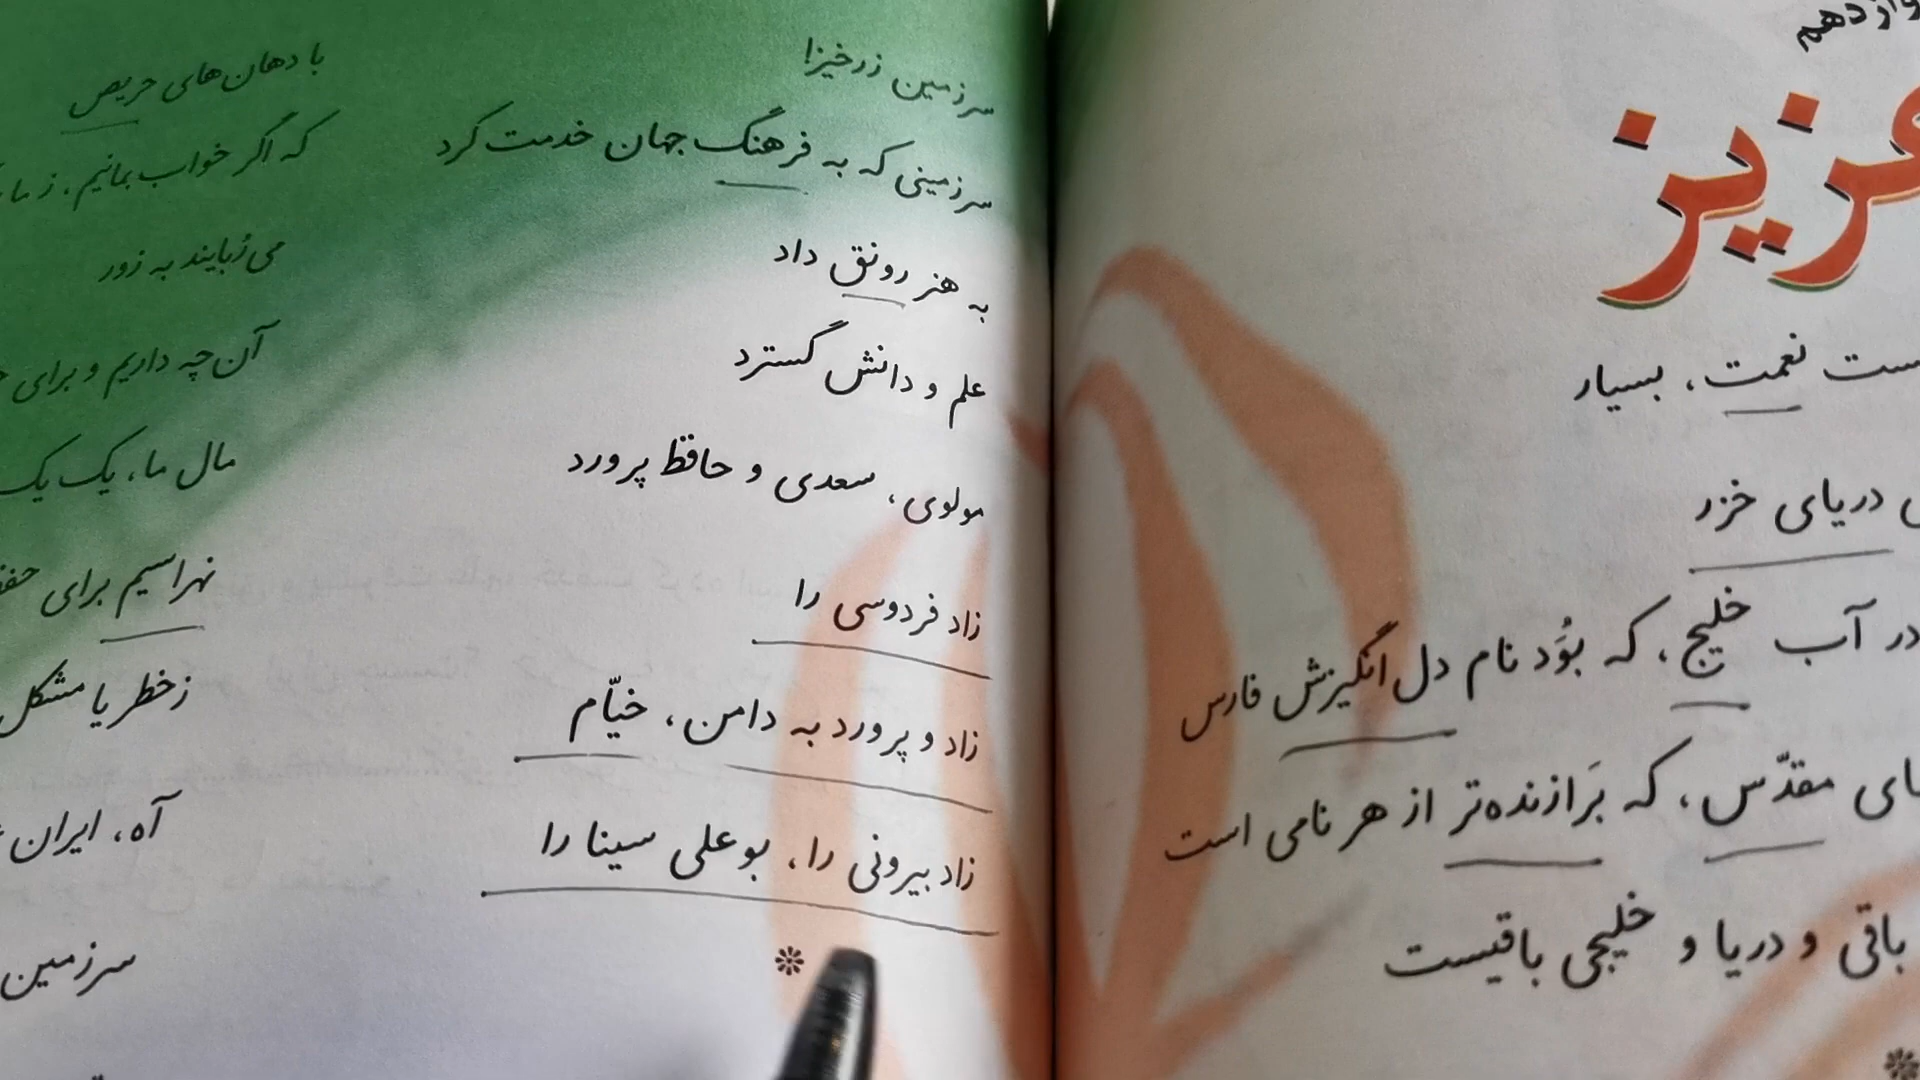 عزیز
نعمت، بسیار
دریای خزر
در آب خلیج، که بُوَد نام دل انگیزش فارس
مقدّس، که بَرازنده‌تر از هر نامی است
باقی و دریا و خلیجی باقیست
سرزمین زرخیزا
سرزمینی که به فرهنگ جهان خدمت کرد
به هنر رونق داد
علم و دانش گسترد
مولوی، سعدی و حافظ پرورد
زاد فردوسی را
زاد و پرورد به دامن، خیّام
زاد بیرونی را، بوعلی سینا را
با دهان‌های حریص
که اگر خواب بمانیم، ز ما
می‌رُبایند به زور
آن‌چه داریم و برای
مال ما، یک یک
نهراسیم برای
زخطر یا مشکل
آه، ایران
سرزمین